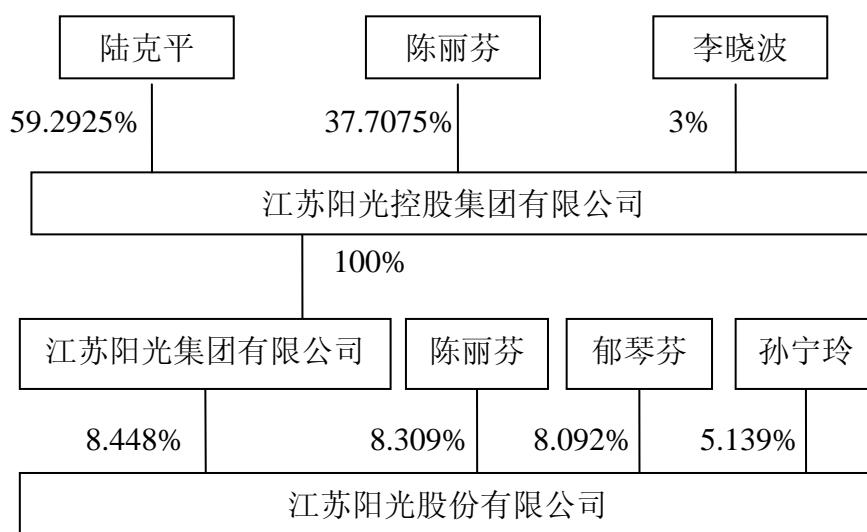 陆克平 陈丽芬 李晓波
59.2925% 37.7075% 3%
江苏阳光控股集团有限公司
100%
江苏阳光集团有限公司 陈丽芬 郁琴芬 孙宁玲
8.448% 8.309% 8.092% 5.139%
江苏阳光股份有限公司